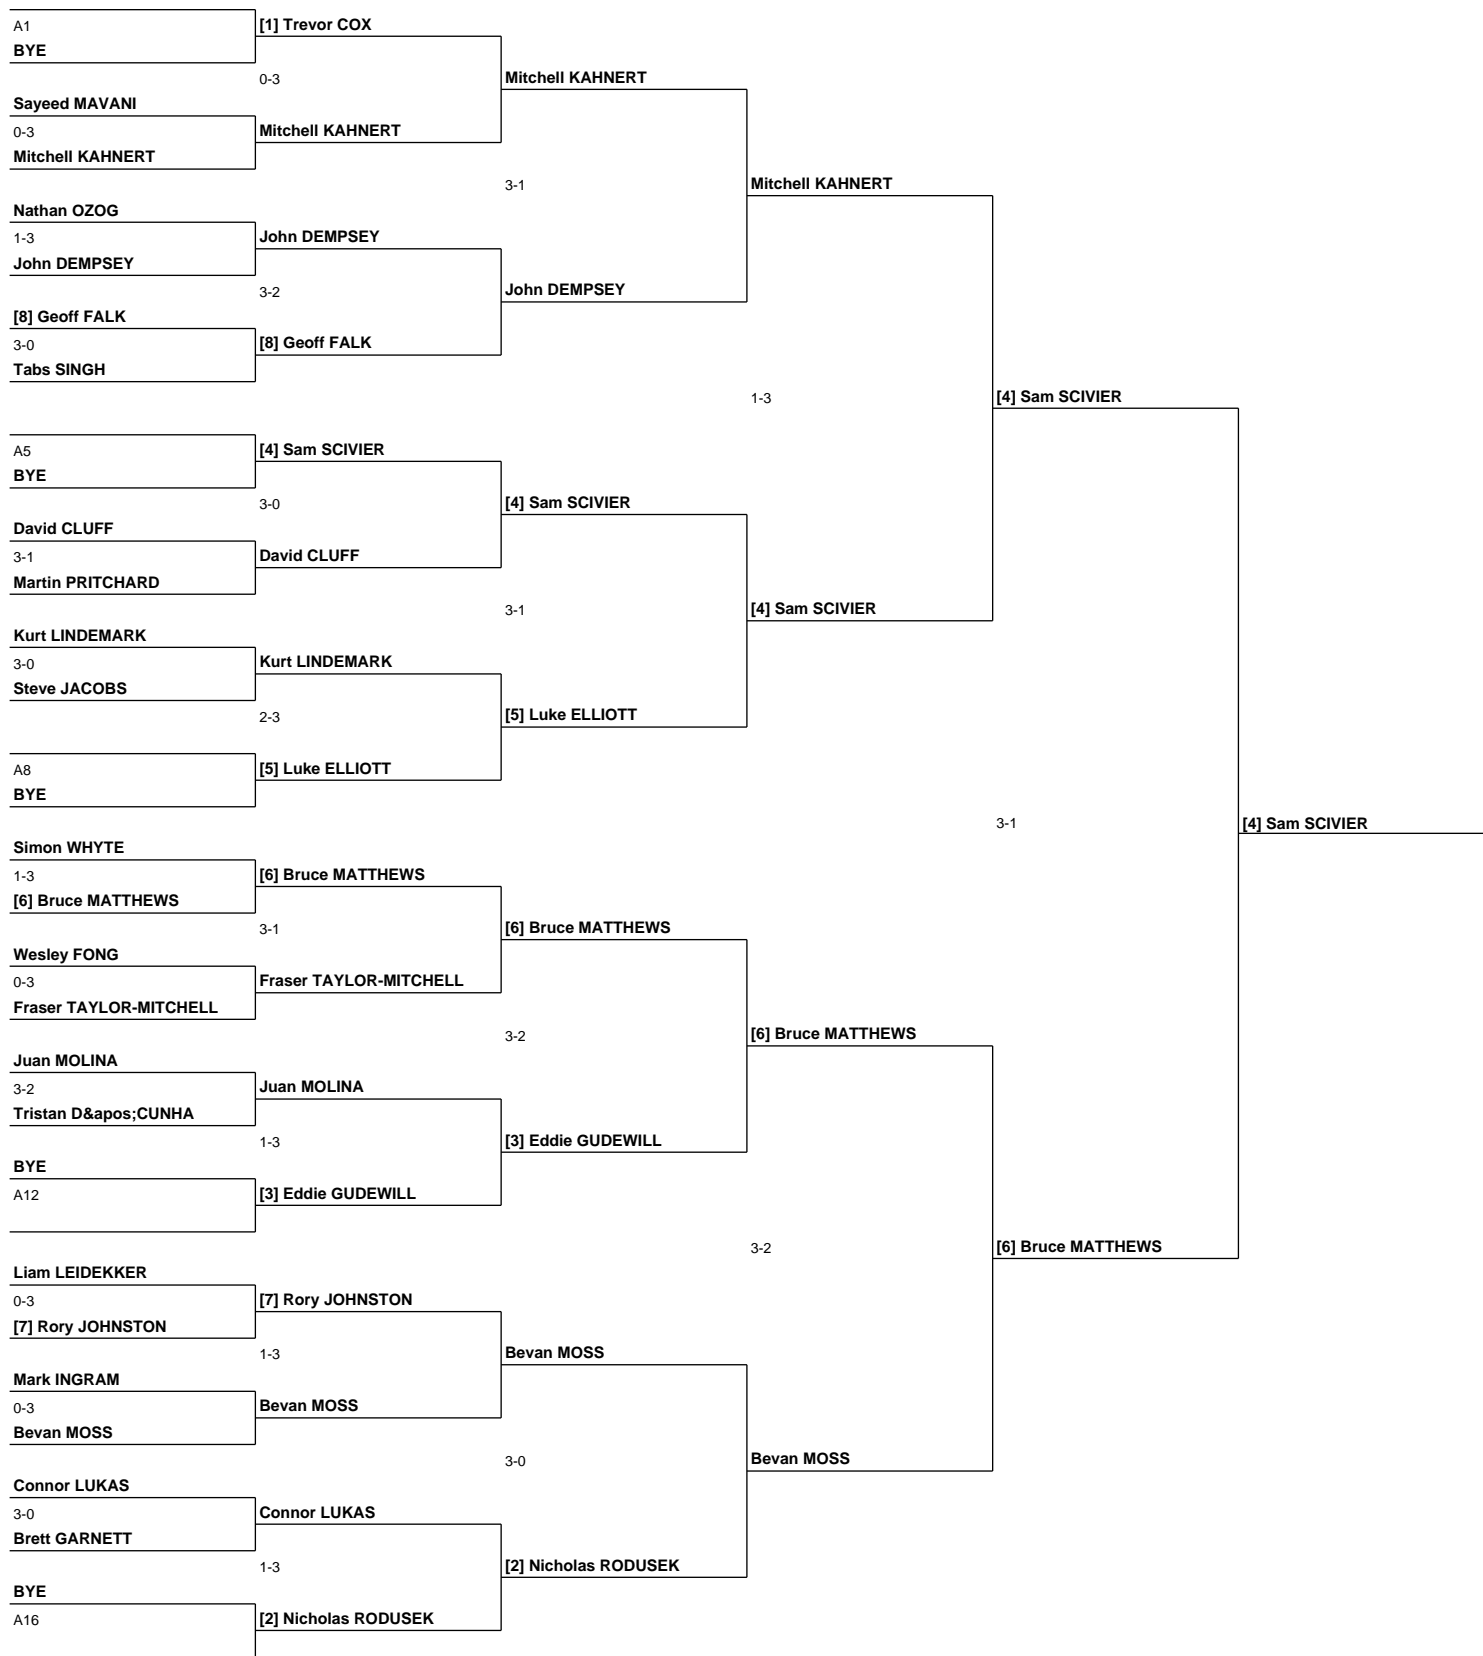 A1
BYE
[1] Trevor COX
0-3
Sayeed MAVANI
0-3
Mitchell KAHNERT
Mitchell KAHNERT
Mitchell KAHNERT
3-1
Nathan OZOG
1-3
John DEMPSEY
John DEMPSEY
3-2
[8] Geoff FALK
3-0
Tabs SINGH
[8] Geoff FALK
John DEMPSEY
Mitchell KAHNERT
1-3
A5
BYE
[4] Sam SCIVIER
3-0
David CLUFF
3-1
Martin PRITCHARD
David CLUFF
[4] Sam SCIVIER
3-1
Kurt LINDEMARK
3-0
Steve JACOBS
Kurt LINDEMARK
2-3
A8
BYE
[5] Luke ELLIOTT
[5] Luke ELLIOTT
[4] Sam SCIVIER
[4] Sam SCIVIER
3-1
[4] Sam SCIVIER
Simon WHYTE
1-3
[6] Bruce MATTHEWS
[6] Bruce MATTHEWS
3-1
Wesley FONG
0-3
Fraser TAYLOR-MITCHELL
Fraser TAYLOR-MITCHELL
[6] Bruce MATTHEWS
3-2
Juan MOLINA
3-2
Tristan D&apos;CUNHA
Juan MOLINA
1-3
BYE
A12
[3] Eddie GUDEWILL
[3] Eddie GUDEWILL
[6] Bruce MATTHEWS
3-2
[6] Bruce MATTHEWS
Liam LEIDEKKER
0-3
[7] Rory JOHNSTON
[7] Rory JOHNSTON
1-3
Mark INGRAM
0-3
Bevan MOSS
Bevan MOSS
Bevan MOSS
3-0
Bevan MOSS
Connor LUKAS
3-0
Brett GARNETT
Connor LUKAS
1-3
BYE
A16
[2] Nicholas RODUSEK
[2] Nicholas RODUSEK